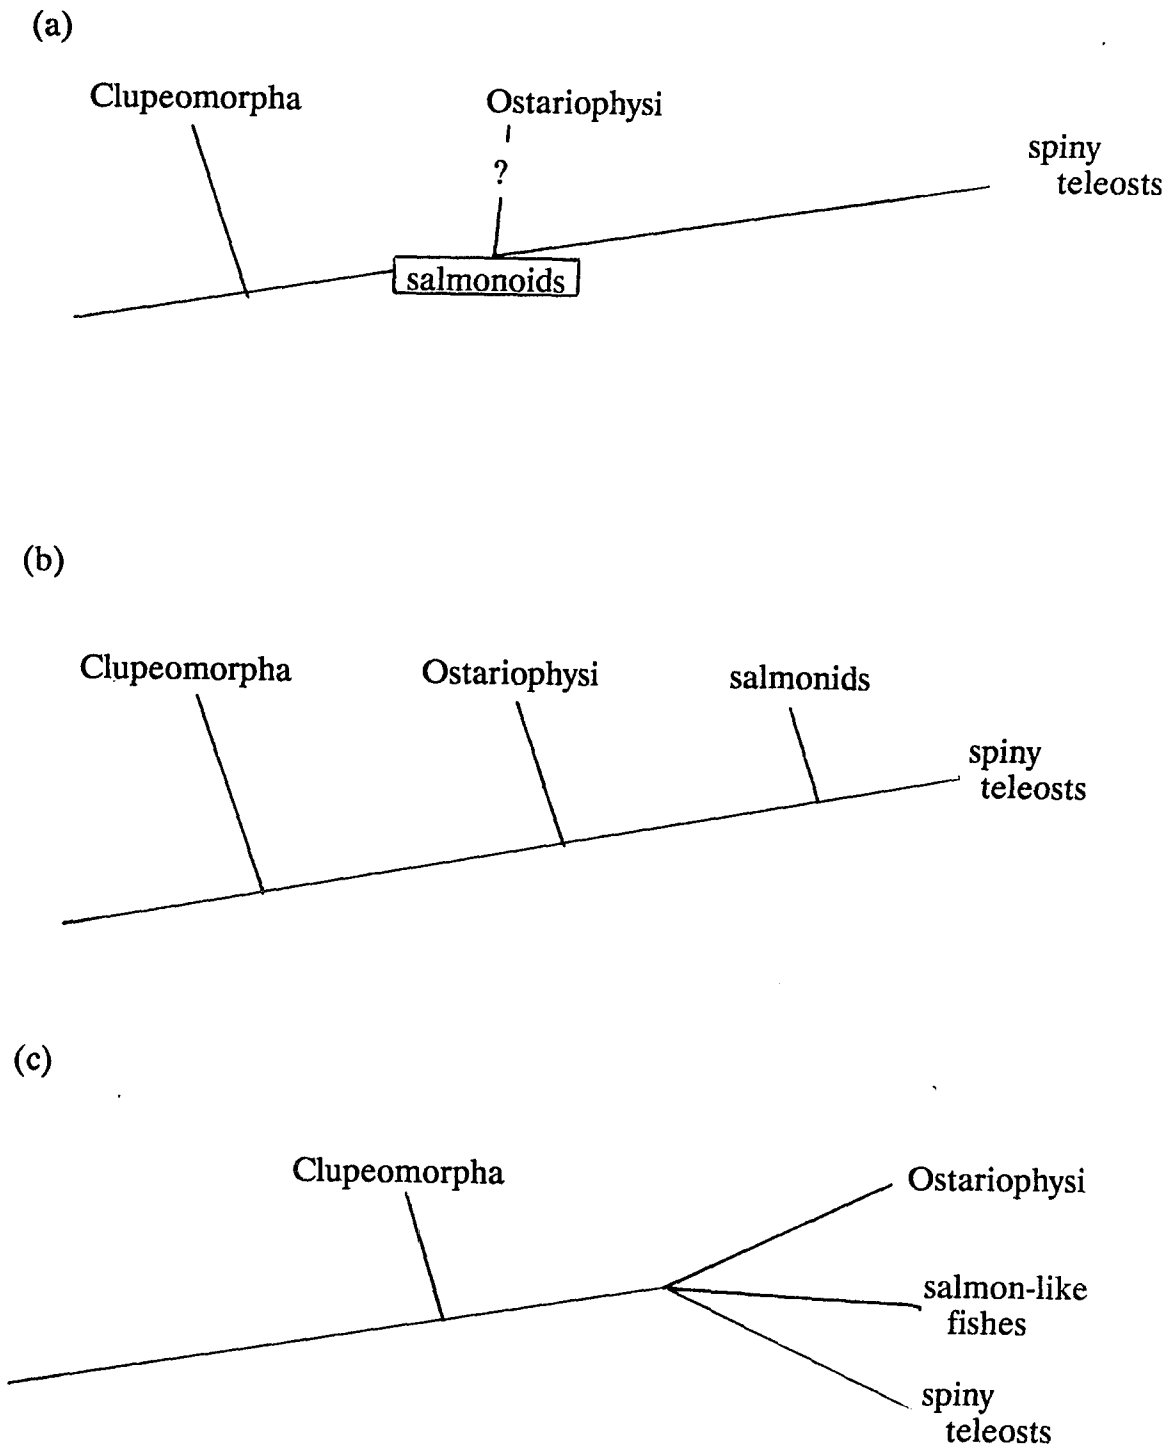 (a)
Clupeomorpha
Ostariophysi
?
spiny
teleosts
salmonoids
(b)
Clupeomorpha
Ostariophysi
salmonids
spiny
teleosts
(c)
Clupeomorpha
Ostariophysi
salmon-like
fishes
spiny
teleosts